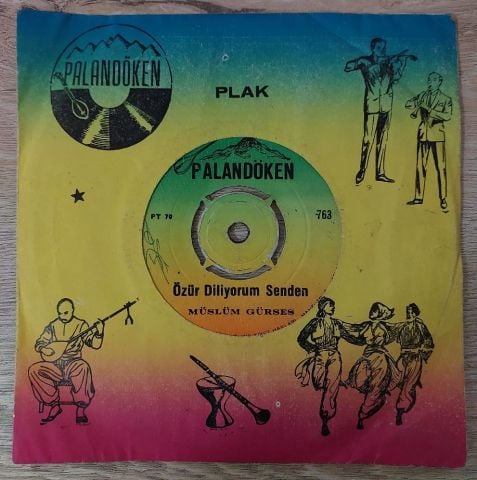 PALANDÖKEN
PLAK
PALANDÖKEN
PT 70
763
Özür Diliyorum Senden
MÜSLÜM GÜRSES